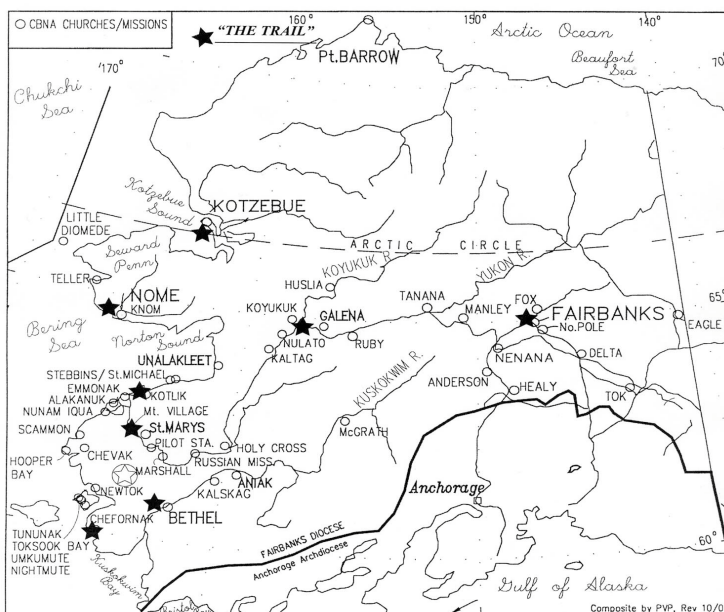 ○ CBNA CHURCHES/MISSIONS
★ "THE TRAIL"
160°
150°
140°
Arctic Ocean
Beaufort
Sea
70°
Pt.BARROW
170°
Chukchi
Sea
Kotzebue
Sound
KOTZEBUE
LITTLE
DIOMEDE
Seward
Penn
ARCTIC CIRCLE
KOYUKUK R.
YUKON R.
TELLER
HUSLIA
65°
NOME
KNOM
KOYUKUK
GALENA
TANANA
MANLEY
FOX
FAIRBANKS
No.POLE
EAGLE
Bering
Sea
Norton Sound
NULATO
RUBY
KALTAG
UNALAKLEET
NENANA
DELTA
STEBBINS/St.MICHAEL
KUSKOKWIM R.
ANDERSON
HEALY
TOK
EMMONAK
KOTLIK
ALAKANUK
NUNAM IQUA
Mt. VILLAGE
St.MARYS
McGRATH
SCAMMON
PILOT STA.
HOLY CROSS
CHEVAK
RUSSIAN MISS.
HOOPER
BAY
MARSHALL
ANIAK
NEWTOK
KALSKAG
Anchorage
CHEFORNAK
BETHEL
TUNUNAK
TOKSOOK BAY
UMKUMUTE
NIGHTMUTE
FAIRBANKS DIOCESE
Anchorage Archdiocese
60°
Kuskokwim
Bay
Gulf of Alaska
Composite by PVP, Rev 10/0